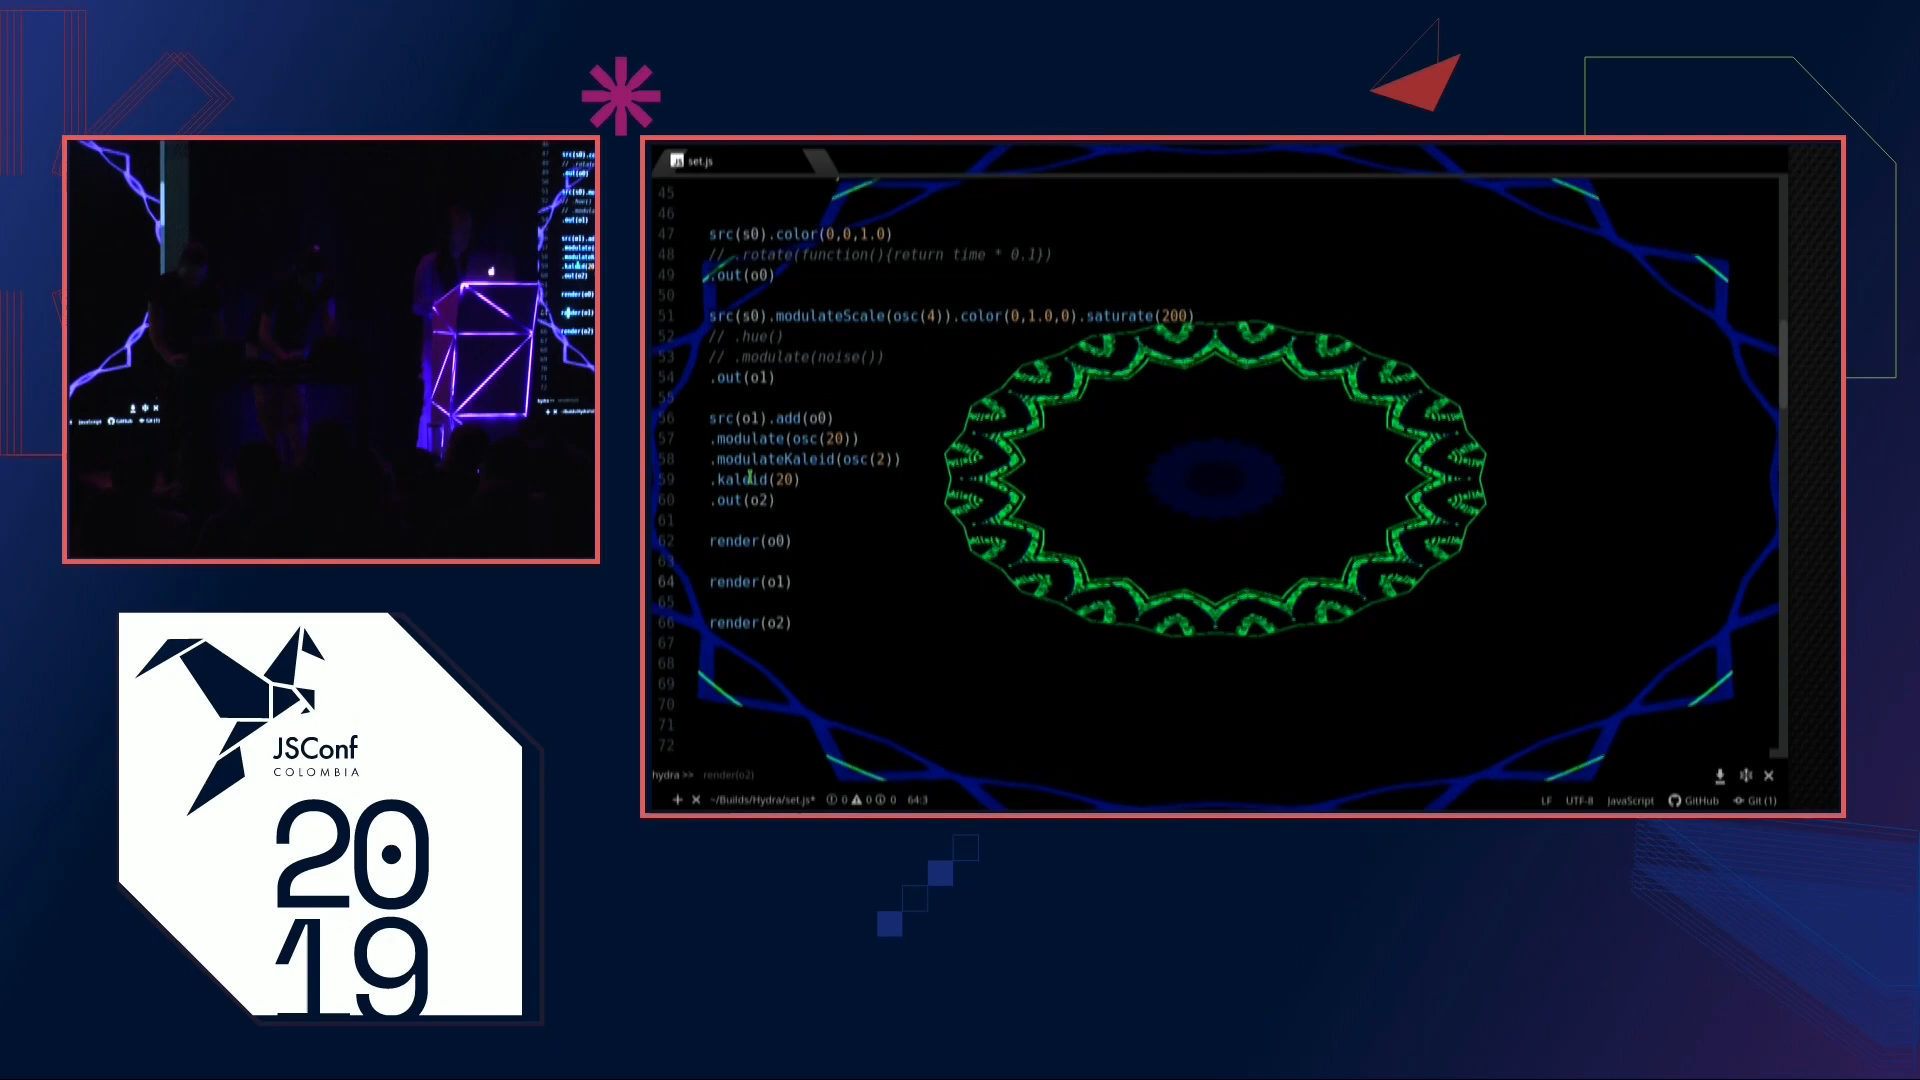 set.js
45
46
47 src(s0).color(0,0,1.0)
48 // .rotate(function(){return time * 0.1})
49 .out(o0)
50
51 src(s0).modulateScale(osc(4)).color(0,1.0,0).saturate(200)
52 // .hue()
53 // .modulate(noise())
54 .out(o1)
55
56 src(o1).add(o0)
57 .modulate(osc(20))
58 .modulateKaleid(osc(2))
59 .kaleid(20)
60 .out(o2)
61
62 render(o0)
63
64 render(o1)
65
66 render(o2)
67
68
69
70
71
72
hydra >> render(o2)
~/Builds/Hydra/set.js* 0 0 0 64:3 LF UTF-8 JavaScript GitHub Git (1)
JSConf
COLOMBIA
20
19